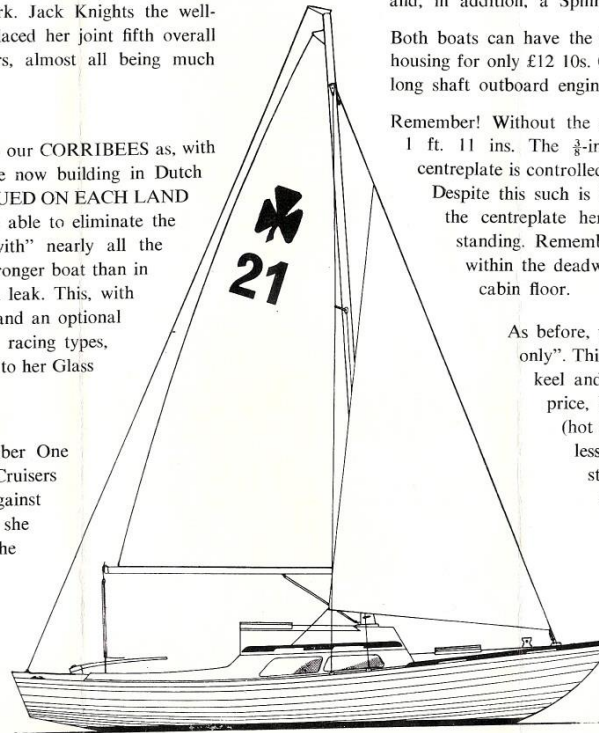 rk. Jack Knights the well-
laced her joint fifth overall
rs, almost all being much
our CORRIBEES as, with
e now building in Dutch
UED ON EACH LAND
able to eliminate the
with” nearly all the
ronger boat than in
leak. This, with
and an optional
racing types,
to her Glass
ber One
Cruisers
gainst
she
he
21
and, in addition, a Spinn
Both boats can have the
housing for only £12 10s.
long shaft outboard engin
Remember! Without the
1 ft. 11 ins. The ⅜-in
centreplate is controlled
Despite this such is
the centreplate her
standing. Rememb
within the deadw
cabin floor.
As before,
only”. Thi
keel and
price,
(hot
less
st